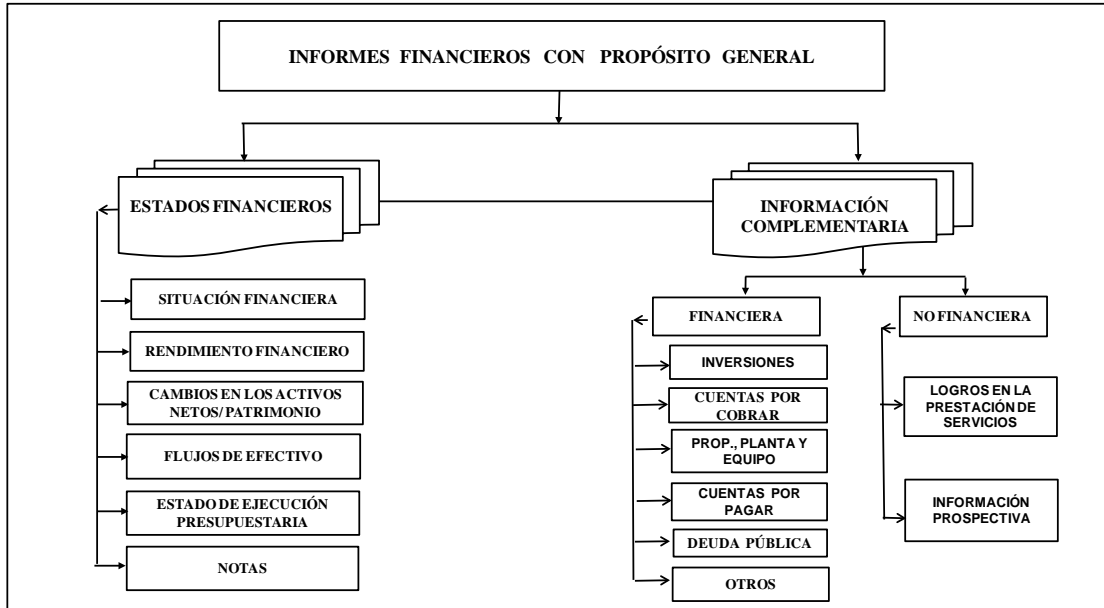 INFORMES FINANCIEROS CON PROPÓSITO GENERAL
ESTADOS FINANCIEROS
INFORMACIÓN
COMPLEMENTARIA
SITUACIÓN FINANCIERA
RENDIMIENTO FINANCIERO
CAMBIOS EN LOS ACTIVOS
NETOS/ PATRIMONIO
FLUJOS DE EFECTIVO
ESTADO DE EJECUCIÓN
PRESUPUESTARIA
NOTAS
FINANCIERA
INVERSIONES
CUENTAS POR
COBRAR
PROP., PLANTA Y
EQUIPO
CUENTAS POR
PAGAR
DEUDA PÚBLICA
OTROS
NO FINANCIERA
LOGROS EN LA
PRESTACIÓN DE
SERVICIOS
INFORMACIÓN
PROSPECTIVA